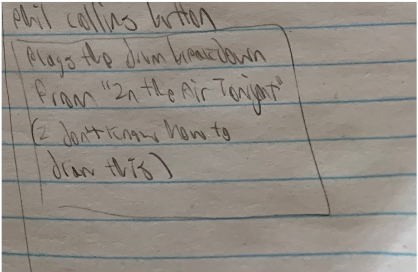 phil collins button
plays the drum breakdown
from "In the Air Tonight"
(I don't know how to
draw this)